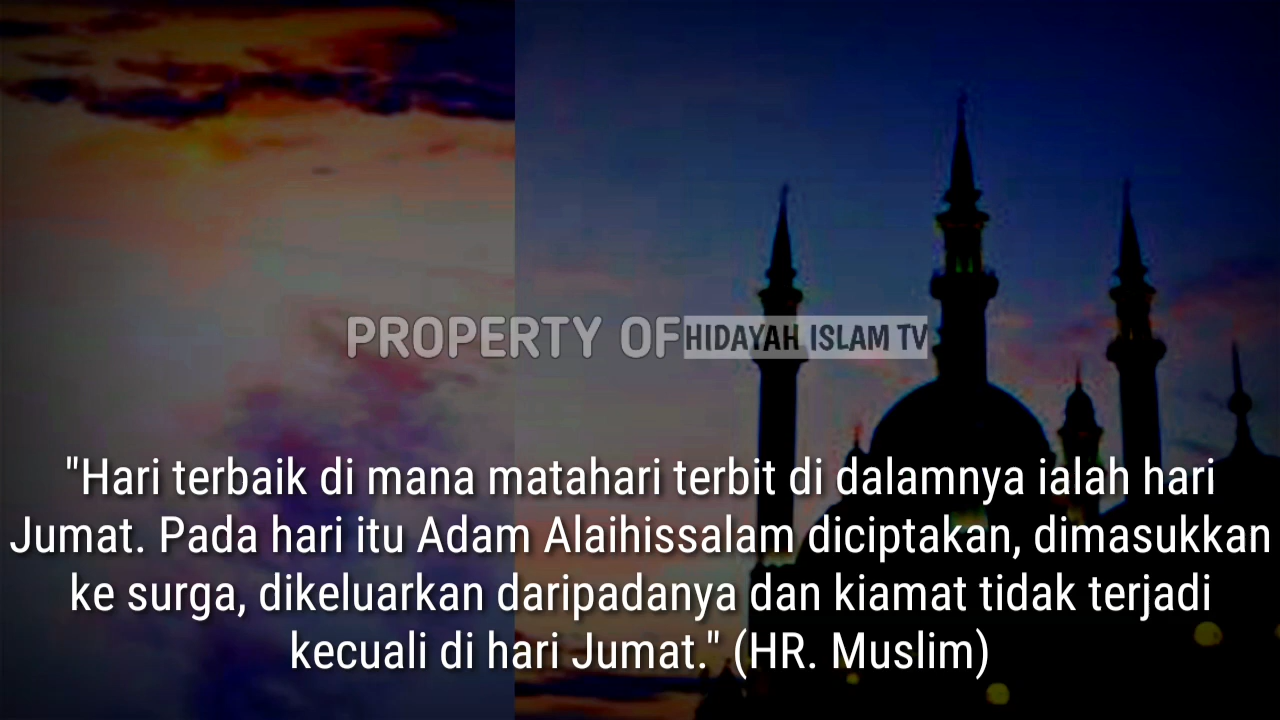 PROPERTY OF HIDAYAH ISLAM TV
"Hari terbaik di mana matahari terbit di dalamnya ialah hari
Jumat. Pada hari itu Adam Alaihissalam diciptakan, dimasukkan
ke surga, dikeluarkan daripadanya dan kiamat tidak terjadi
kecuali di hari Jumat." (HR. Muslim)